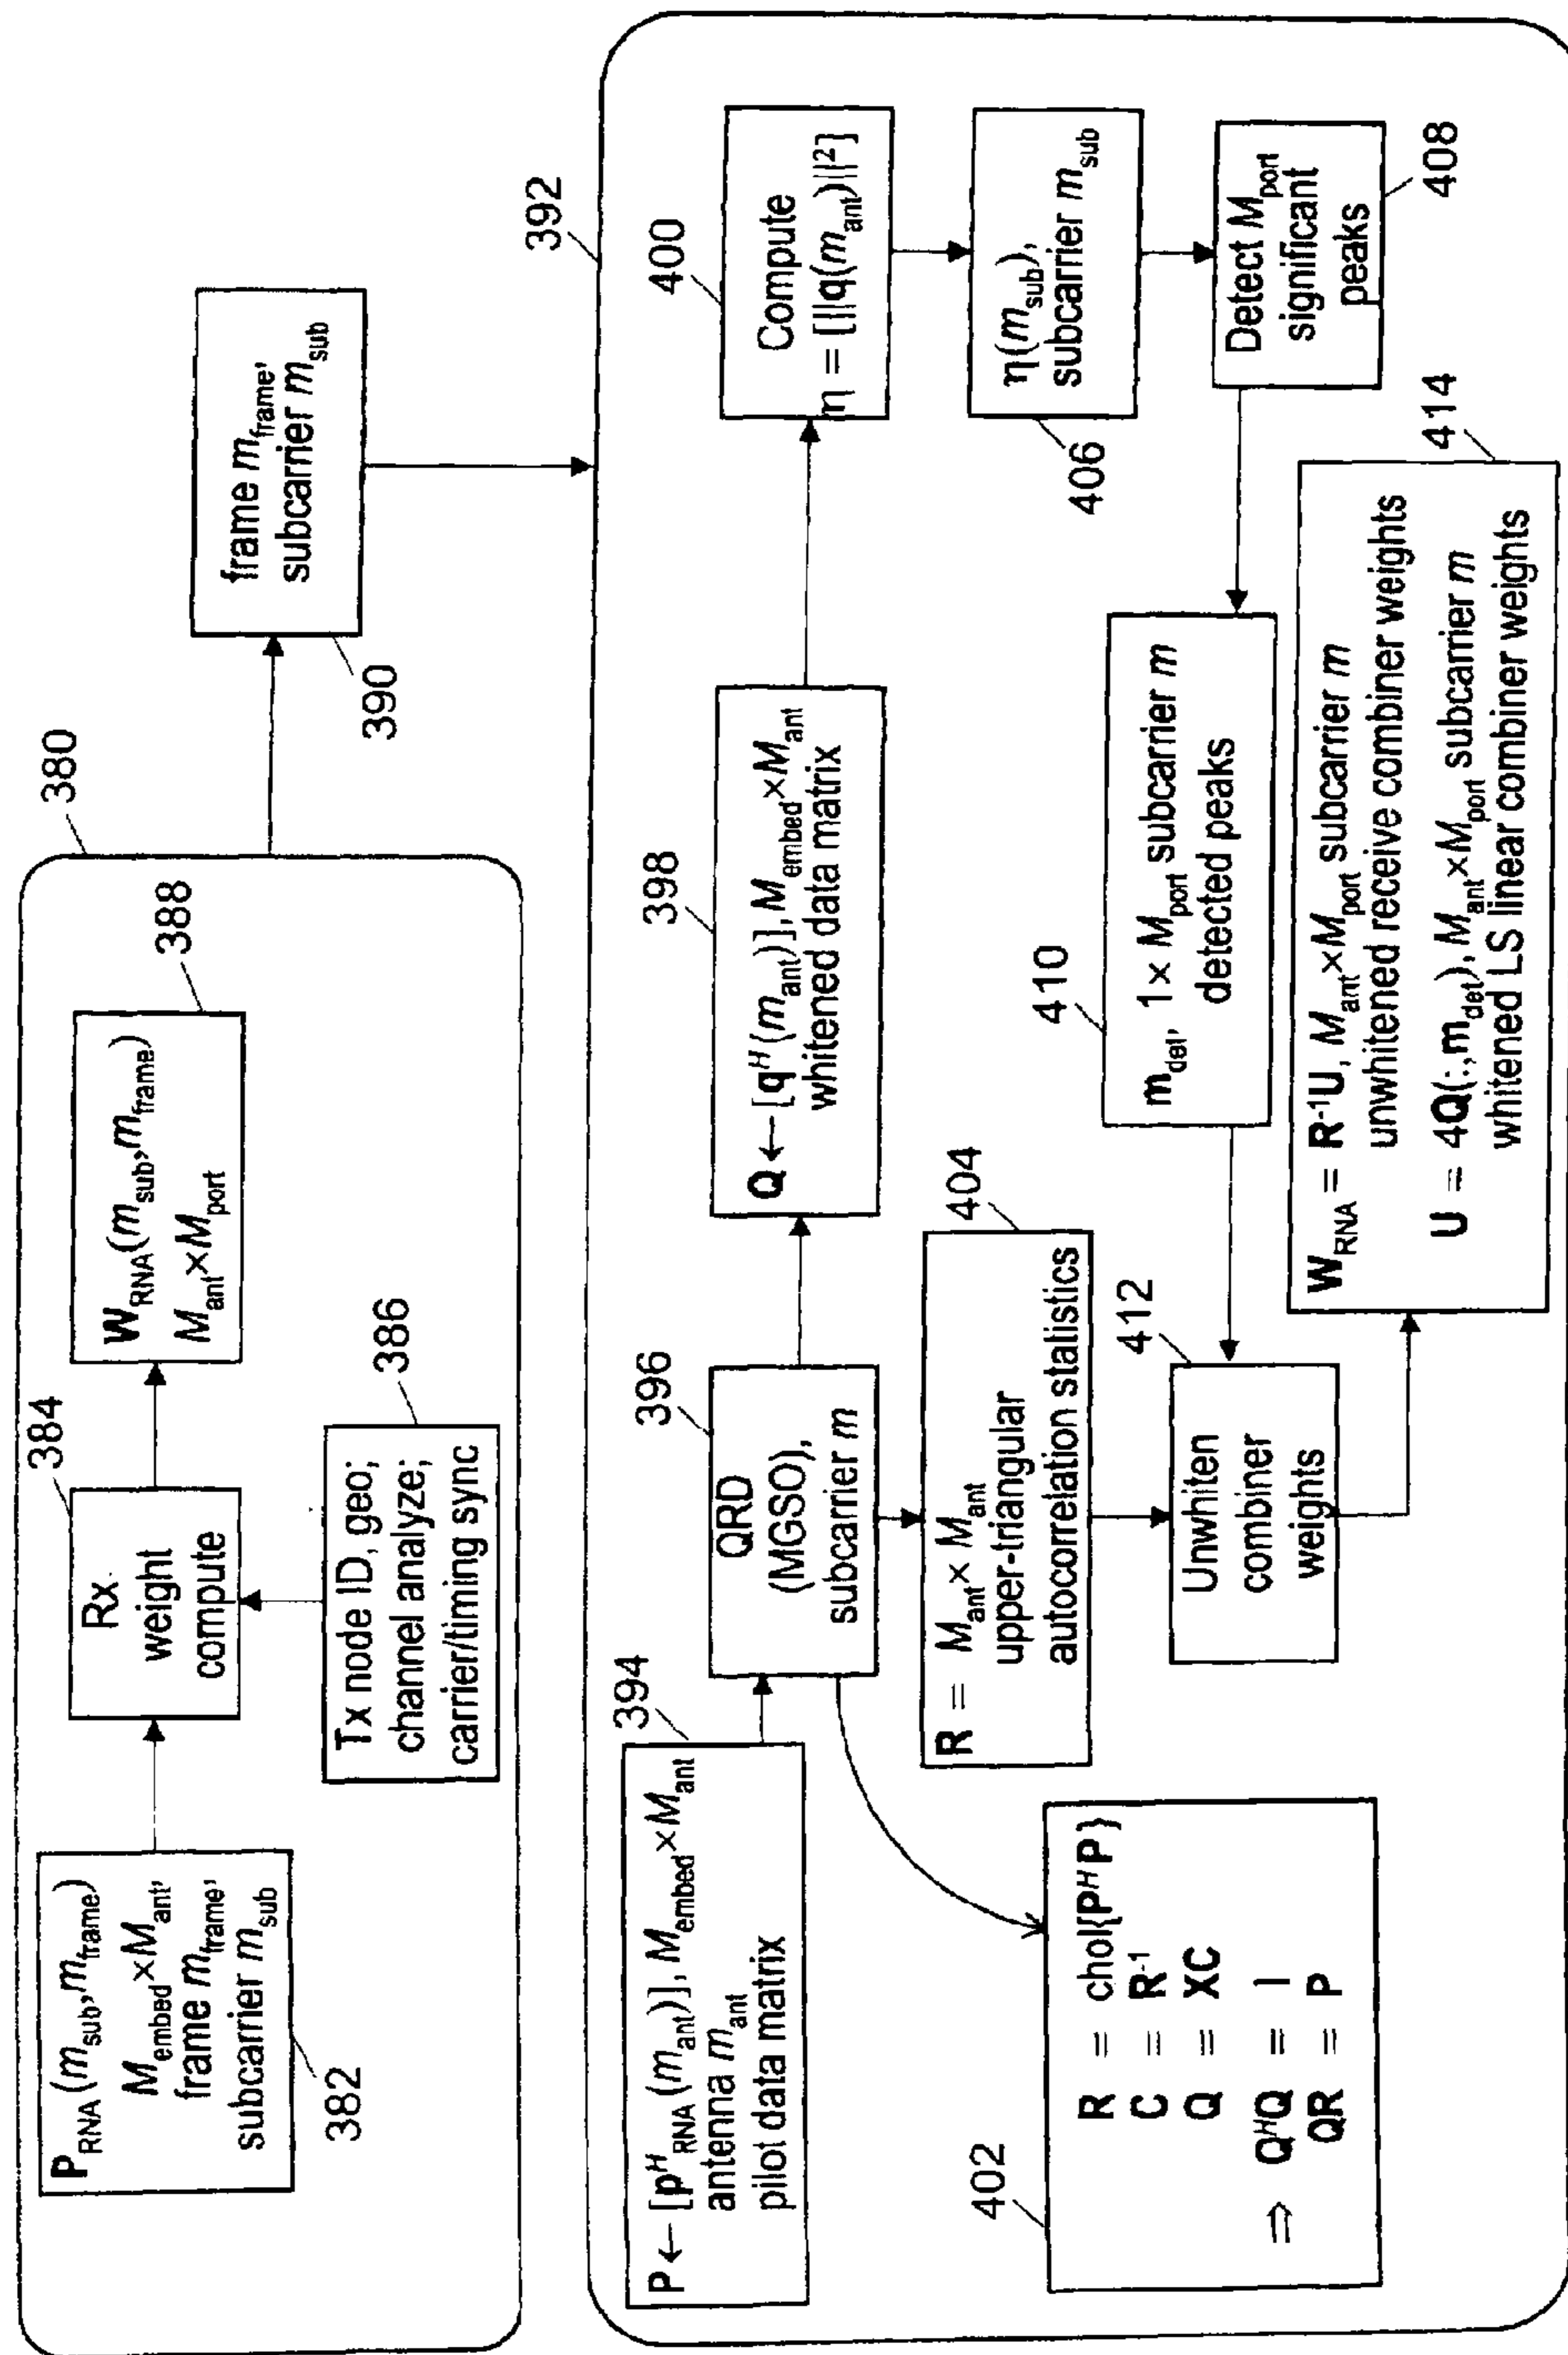 380
P_RNA(m_sub, m_frame)
M_embed×M_ant,
frame m_frame,
subcarrier m_sub
382
384
Rx
weight
compute
W_RNA(m_sub, m_frame)
M_ant×M_port
388
386
Tx node ID, geo;
channel analyze;
carrier/timing sync
frame m_frame,
subcarrier m_sub
390
392
394
P ← [p^H_RNA(m_ant)], M_embed×M_ant
antenna m_ant
pilot data matrix
396
QRD
(MGSO),
subcarrier m
398
Q ← [q^H(m_ant)], M_embed×M_ant
whitened data matrix
400
Compute
η = [||q(m_ant)||²]
402
R = chol{P^H P}
C = R⁻¹
Q = XC
⇒ Q^H Q = I
QR = P
404
R = M_ant×M_ant
upper-triangular
autocorrelation statistics
η(m_sub),
subcarrier m_sub
406
Detect M_port
significant
peaks
408
410
m_det, 1×M_port subcarrier m
detected peaks
412
Unwhiten
combiner
weights
414
W_RNA = R⁻¹U, M_ant×M_port subcarrier m
unwhitened receive combiner weights
U = 4Q(:,m_det), M_ant×M_port subcarrier m
whitened LS linear combiner weights